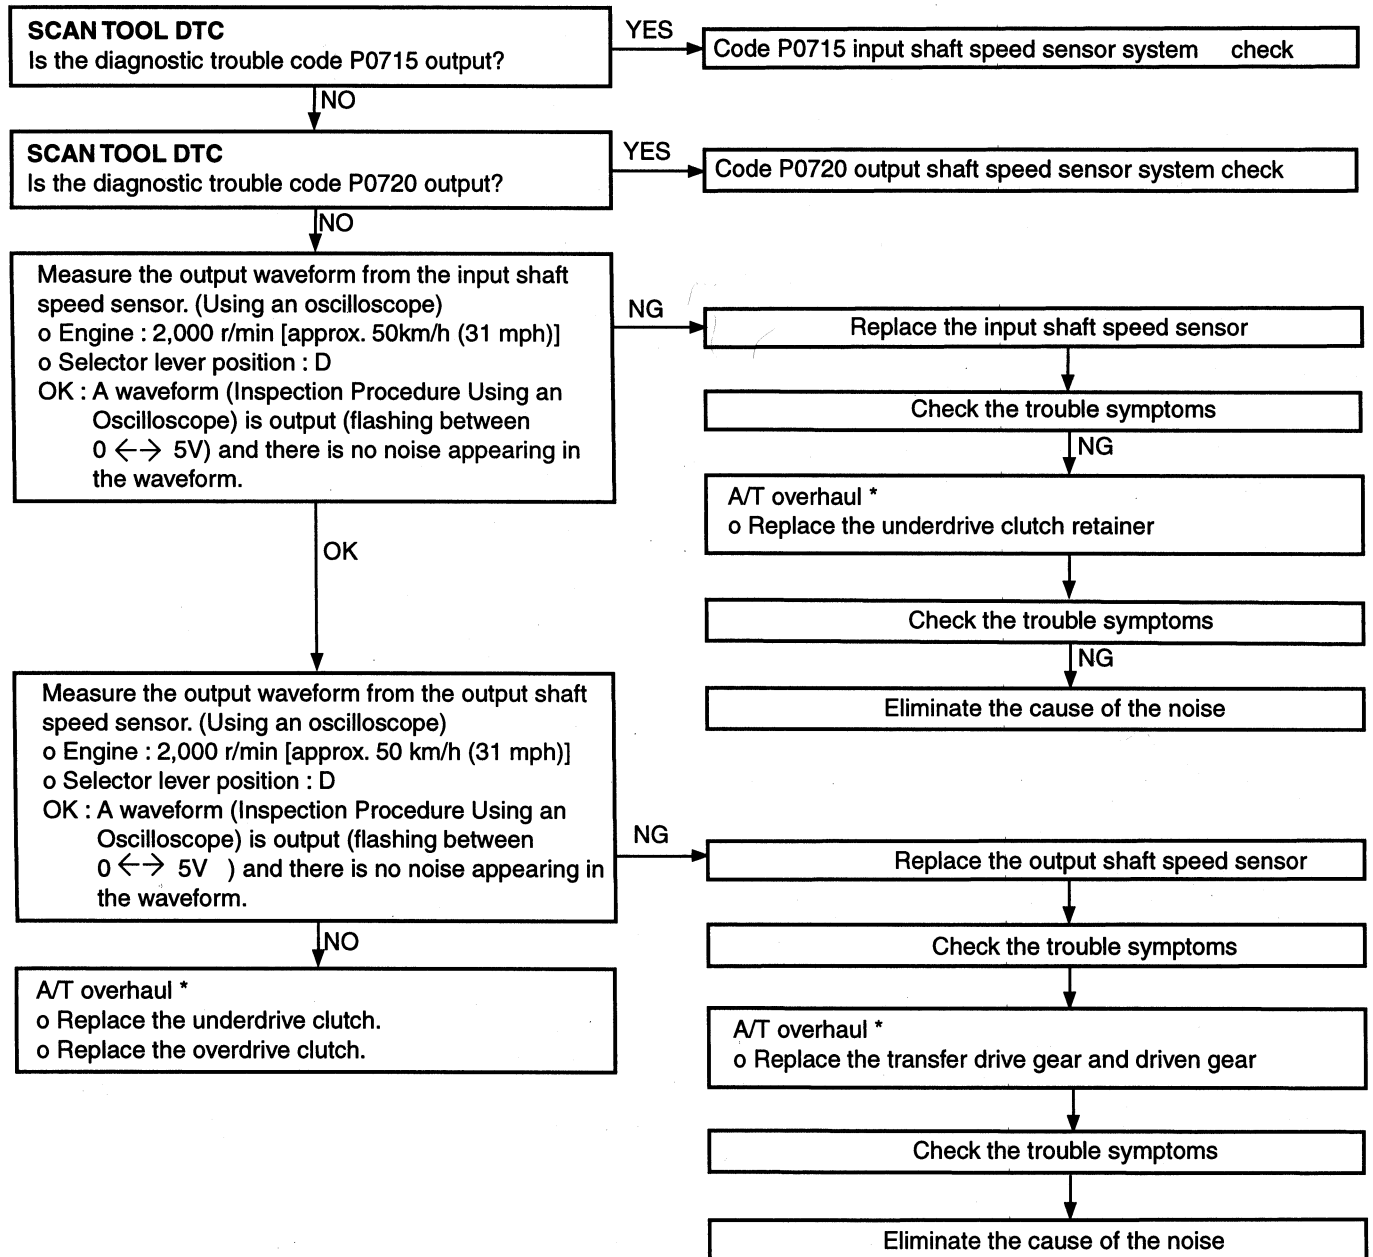 SCAN TOOL DTC
Is the diagnostic trouble code P0715 output?
YES
Code P0715 input shaft speed sensor system check
NO
SCAN TOOL DTC
Is the diagnostic trouble code P0720 output?
YES
Code P0720 output shaft speed sensor system check
NO
Measure the output waveform from the input shaft
speed sensor. (Using an oscilloscope)
o Engine : 2,000 r/min [approx. 50km/h (31 mph)]
o Selector lever position : D
OK : A waveform (Inspection Procedure Using an
Oscilloscope) is output (flashing between
0 ←→ 5V) and there is no noise appearing in
the waveform.
NG
Replace the input shaft speed sensor
Check the trouble symptoms
NG
A/T overhaul *
o Replace the underdrive clutch retainer
Check the trouble symptoms
NG
Eliminate the cause of the noise
OK
Measure the output waveform from the output shaft
speed sensor. (Using an oscilloscope)
o Engine : 2,000 r/min [approx. 50 km/h (31 mph)]
o Selector lever position : D
OK : A waveform (Inspection Procedure Using an
Oscilloscope) is output (flashing between
0 ←→ 5V ) and there is no noise appearing in
the waveform.
NG
Replace the output shaft speed sensor
Check the trouble symptoms
A/T overhaul *
o Replace the transfer drive gear and driven gear
Check the trouble symptoms
Eliminate the cause of the noise
NO
A/T overhaul *
o Replace the underdrive clutch.
o Replace the overdrive clutch.